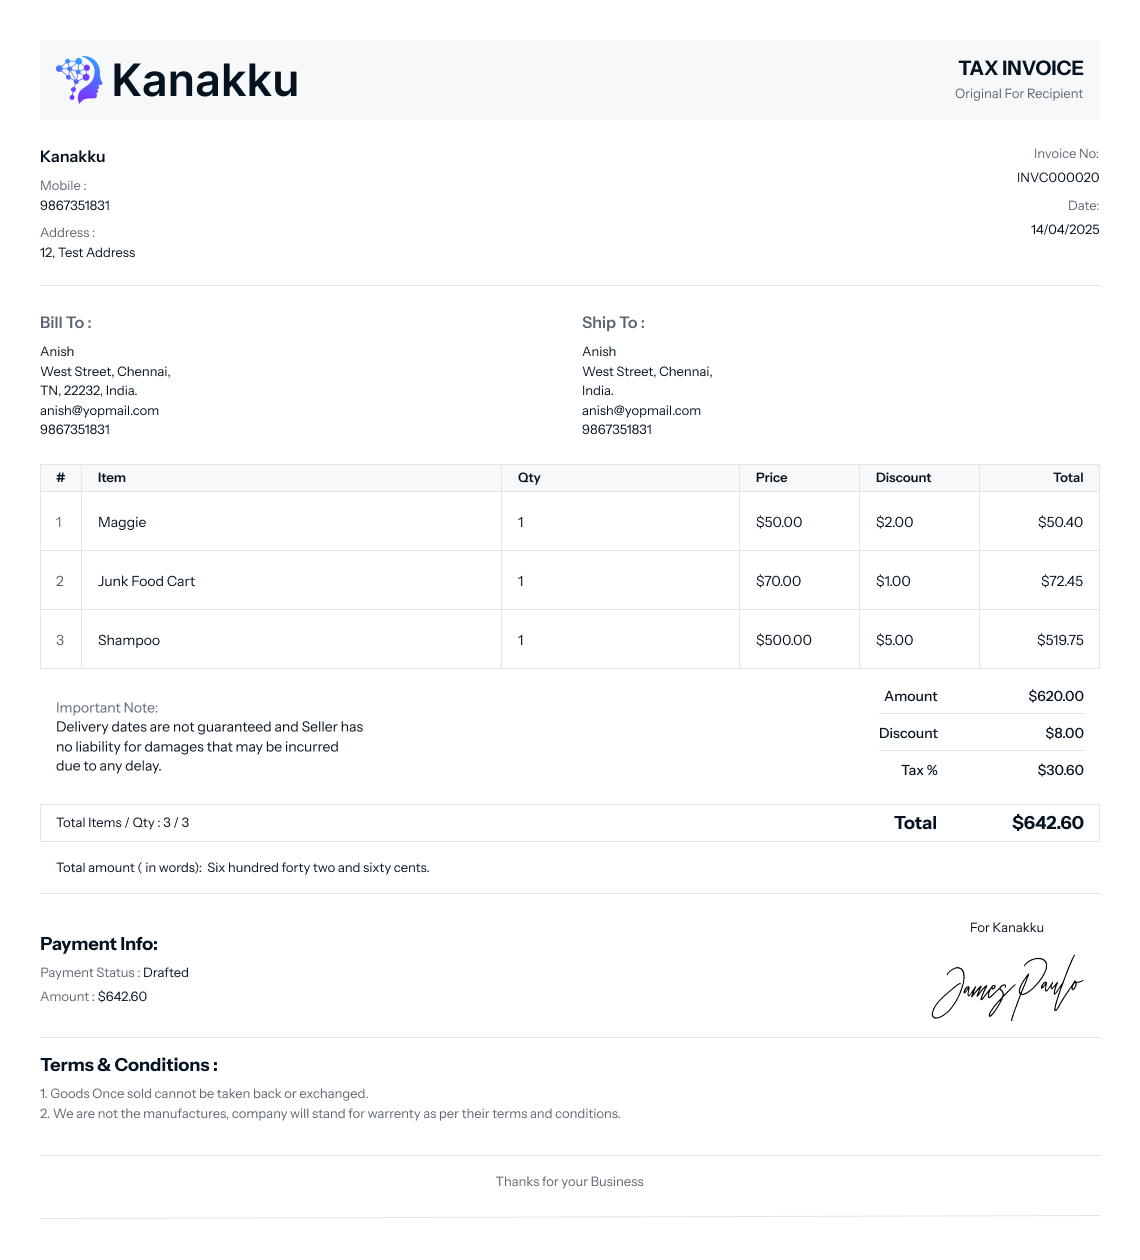 Kanakku
TAX INVOICE
Original For Recipient
Kanakku
Mobile :
9867351831
Address :
12, Test Address
Invoice No:
INVC000020
Date:
14/04/2025
Bill To :
Anish
West Street, Chennai,
TN, 22232, India.
anish@yopmail.com
9867351831
Ship To :
Anish
West Street, Chennai,
India.
anish@yopmail.com
9867351831
# Item Qty Price Discount Total
1 Maggie 1 $50.00 $2.00 $50.40
2 Junk Food Cart 1 $70.00 $1.00 $72.45
3 Shampoo 1 $500.00 $5.00 $519.75
Important Note:
Delivery dates are not guaranteed and Seller has
no liability for damages that may be incurred
due to any delay.
Amount $620.00
Discount $8.00
Tax % $30.60
Total Items / Qty : 3 / 3 Total $642.60
Total amount ( in words): Six hundred forty two and sixty cents.
Payment Info:
Payment Status : Drafted
Amount : $642.60
For Kanakku
James Paulo
Terms & Conditions :
1. Goods Once sold cannot be taken back or exchanged.
2. We are not the manufactures, company will stand for warrenty as per their terms and conditions.
Thanks for your Business